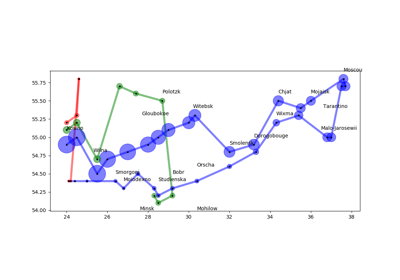 Moscou
55.75
Polotzk
Chjat
Mojaisk
55.50
Witebsk
Tarantino
Gloubokoe
Wixma
55.25
Kowno
Malo-jarosewii
55.00
Smolensk
Dorogobouge
Wilna
54.75
Orscha
54.50
Smorgoni
Bobr
Molodexno
Studienska
54.25
Minsk
Mohilow
54.00
24 26 28 30 32 34 36 38